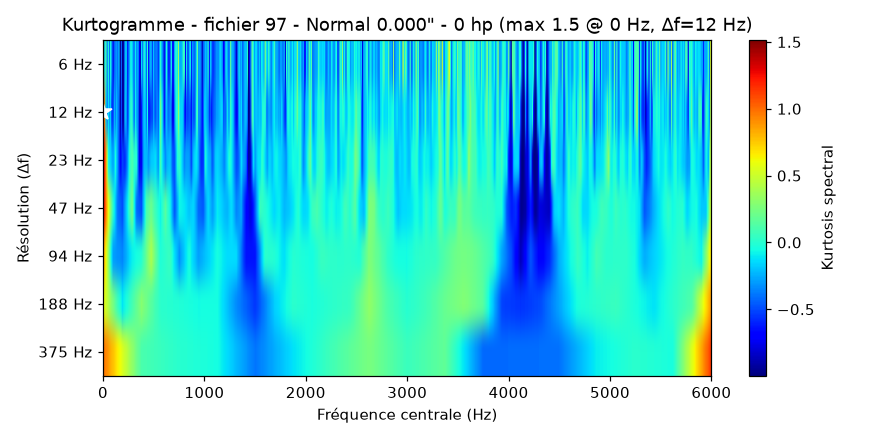 Kurtogramme - fichier 97 - Normal 0.000" - 0 hp (max 1.5 @ 0 Hz, Δf=12 Hz)
Résolution (Δf)
6 Hz
12 Hz
23 Hz
47 Hz
94 Hz
188 Hz
375 Hz
0
1000
2000
3000
4000
5000
6000
Fréquence centrale (Hz)
1.5
1.0
0.5
0.0
−0.5
Kurtosis spectral